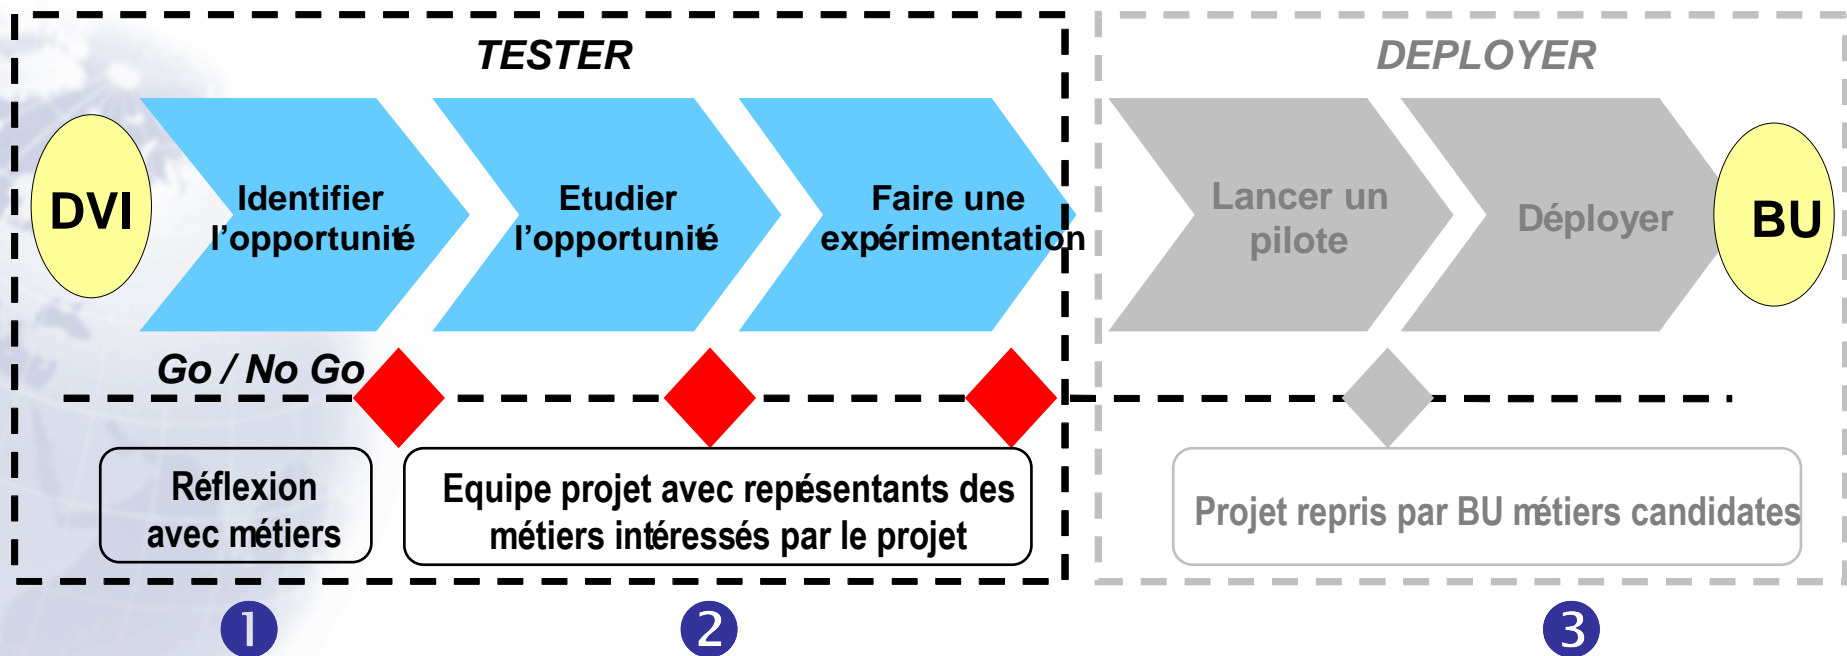 TESTER
DEPLOYER
DVI
Identifier
l’opportunité
Etudier
l’opportunité
Faire une
expérimentation
Lancer un
pilote
Déployer
BU
Go / No Go
Réflexion
avec métiers
Equipe projet avec représentants des
métiers intéressés par le projet
Projet repris par BU métiers candidates
1
2
3